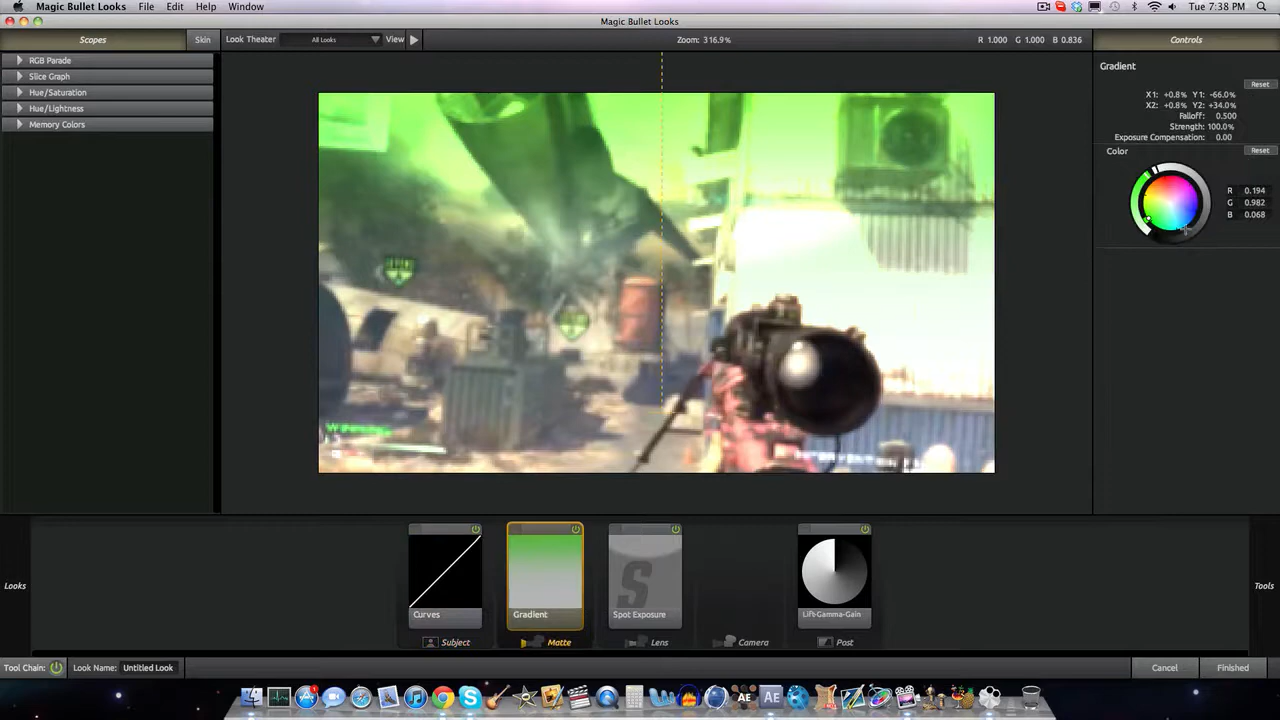 Magic Bullet Looks File Edit Help Window Tue 7:38 PM
Magic Bullet Looks
Scopes Skin Look Theater All Looks View Zoom: 316.9% R 1.000 G 1.000 B 0.836 Controls
RGB Parade
Slice Graph
Hue/Saturation
Hue/Lightness
Memory Colors
Gradient
Reset
X1: +0.8% Y1: -66.0%
X2: +0.8% Y2: +34.0%
Falloff: 0.500
Strength: 100.0%
Exposure Compensation: 0.00
Color Reset
R 0.194
G 0.982
B 0.068
S
Curves Gradient Spot Exposure Lift-Gamma-Gain
Looks Tools
Subject Matte Lens Camera Post
Tool Chain: Look Name: Untitled Look Cancel Finished
AE AE